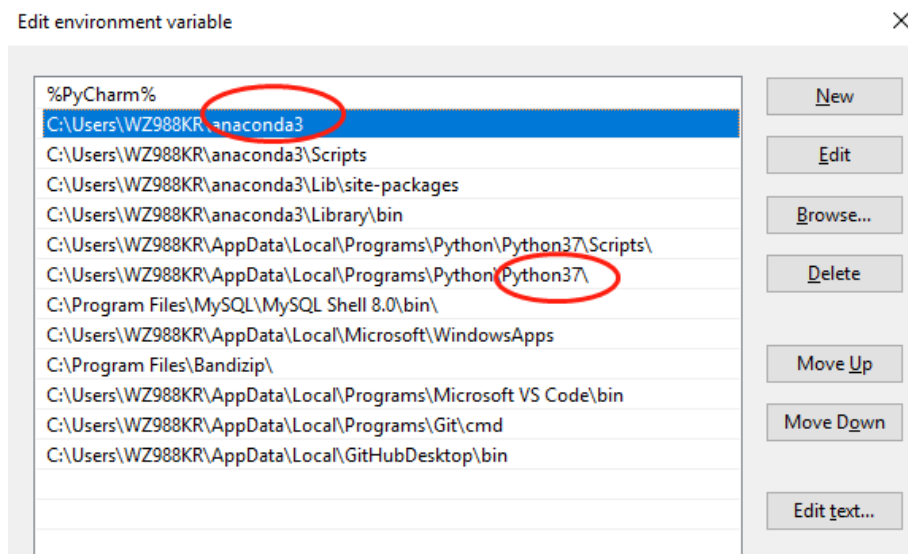 Edit environment variable
%PyCharm%
C:\Users\WZ988KR\anaconda3
C:\Users\WZ988KR\anaconda3\Scripts
C:\Users\WZ988KR\anaconda3\Lib\site-packages
C:\Users\WZ988KR\anaconda3\Library\bin
C:\Users\WZ988KR\AppData\Local\Programs\Python\Python37\Scripts\
C:\Users\WZ988KR\AppData\Local\Programs\Python\Python37\
C:\Program Files\MySQL\MySQL Shell 8.0\bin\
C:\Users\WZ988KR\AppData\Local\Microsoft\WindowsApps
C:\Program Files\Bandizip\
C:\Users\WZ988KR\AppData\Local\Programs\Microsoft VS Code\bin
C:\Users\WZ988KR\AppData\Local\Programs\Git\cmd
C:\Users\WZ988KR\AppData\Local\GitHubDesktop\bin
New
Edit
Browse...
Delete
Move Up
Move Down
Edit text...